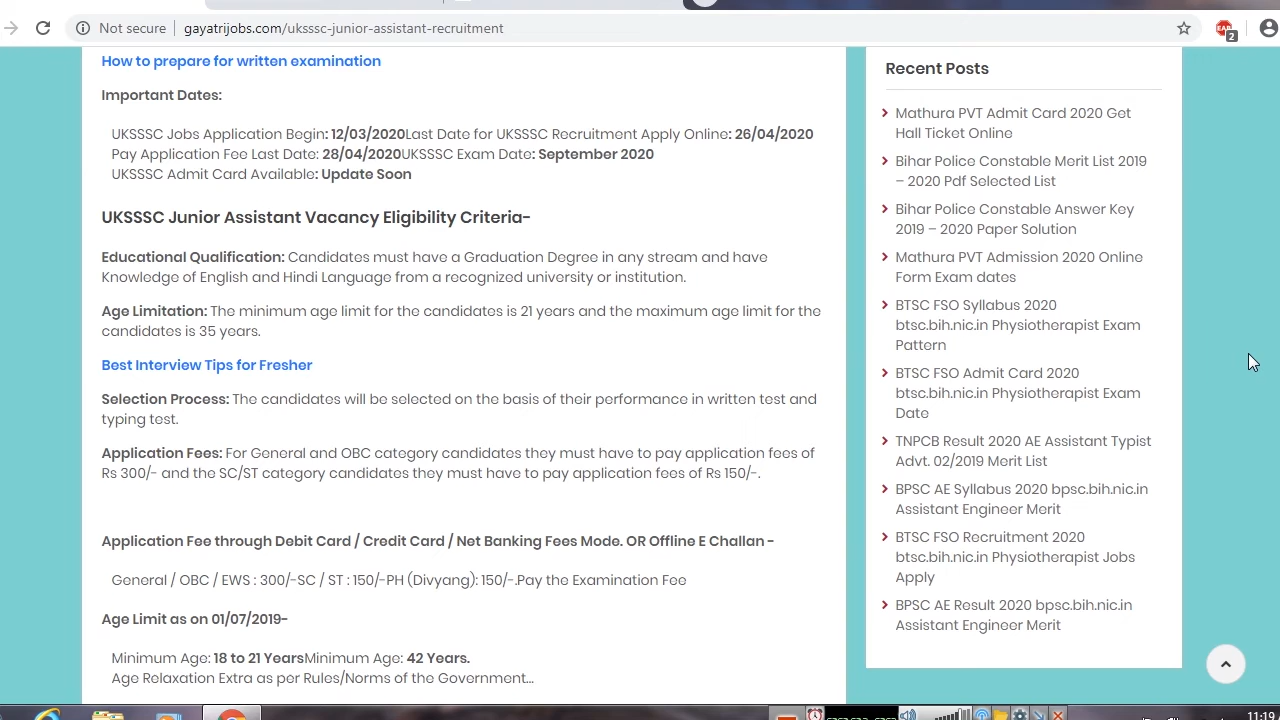 Not secure
gayatrijobs.com/uksssc-junior-assistant-recruitment
2
How to prepare for written examination
Important Dates:
UKSSSC Jobs Application Begin: 12/03/2020Last Date for UKSSSC Recruitment Apply Online: 26/04/2020
Pay Application Fee Last Date: 28/04/2020UKSSSC Exam Date: September 2020
UKSSSC Admit Card Available: Update Soon
UKSSSC Junior Assistant Vacancy Eligibility Criteria-
Educational Qualification: Candidates must have a Graduation Degree in any stream and have
Knowledge of English and Hindi Language from a recognized university or institution.
Age Limitation: The minimum age limit for the candidates is 21 years and the maximum age limit for the
candidates is 35 years.
Best Interview Tips for Fresher
Selection Process: The candidates will be selected on the basis of their performance in written test and
typing test.
Application Fees: For General and OBC category candidates they must have to pay application fees of
Rs 300/- and the SC/ST category candidates they must have to pay application fees of Rs 150/-.
Application Fee through Debit Card / Credit Card / Net Banking Fees Mode. OR Offline E Challan -
General / OBC / EWS : 300/-SC / ST : 150/-PH (Divyang): 150/-.Pay the Examination Fee
Age Limit as on 01/07/2019-
Minimum Age: 18 to 21 YearsMinimum Age: 42 Years.
Age Relaxation Extra as per Rules/Norms of the Government...
Recent Posts
Mathura PVT Admit Card 2020 Get
Hall Ticket Online
Bihar Police Constable Merit List 2019
– 2020 Pdf Selected List
Bihar Police Constable Answer Key
2019 – 2020 Paper Solution
Mathura PVT Admission 2020 Online
Form Exam dates
BTSC FSO Syllabus 2020
btsc.bih.nic.in Physiotherapist Exam
Pattern
BTSC FSO Admit Card 2020
btsc.bih.nic.in Physiotherapist Exam
Date
TNPCB Result 2020 AE Assistant Typist
Advt. 02/2019 Merit List
BPSC AE Syllabus 2020 bpsc.bih.nic.in
Assistant Engineer Merit
BTSC FSO Recruitment 2020
btsc.bih.nic.in Physiotherapist Jobs
Apply
BPSC AE Result 2020 bpsc.bih.nic.in
Assistant Engineer Merit